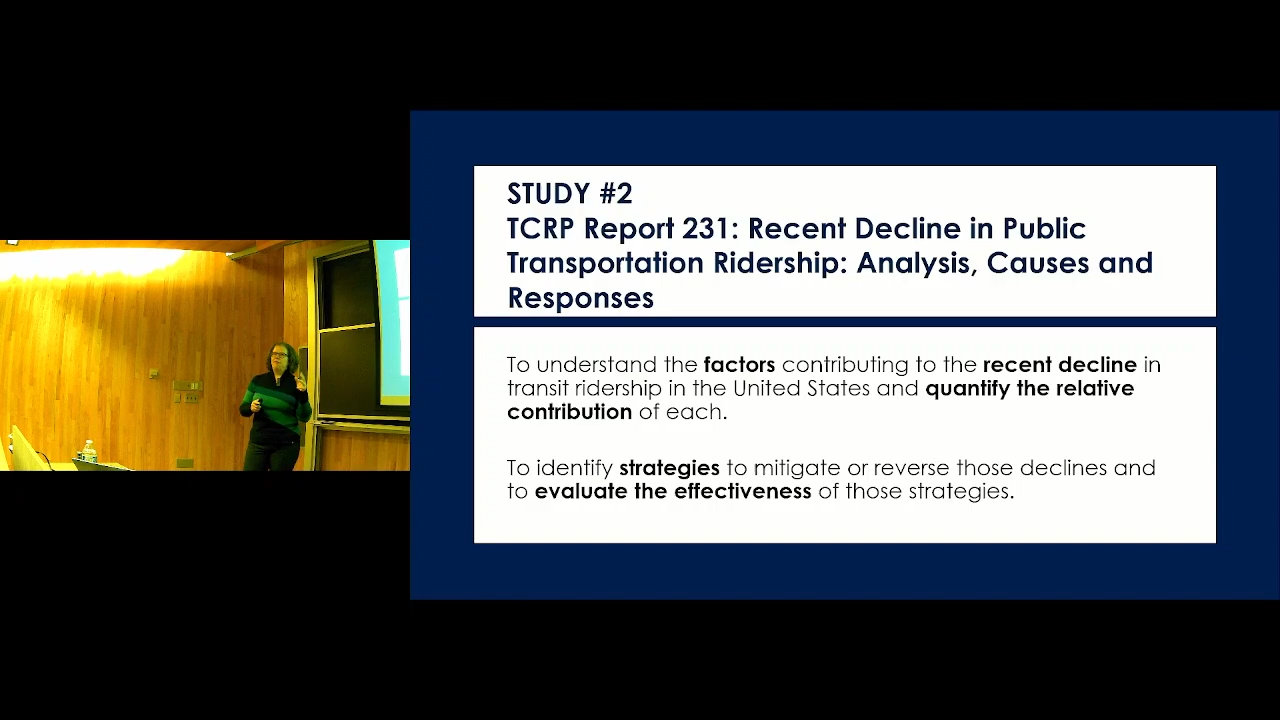 STUDY #2
TCRP Report 231: Recent Decline in Public
Transportation Ridership: Analysis, Causes and
Responses
To understand the factors contributing to the recent decline in
transit ridership in the United States and quantify the relative
contribution of each.
To identify strategies to mitigate or reverse those declines and
to evaluate the effectiveness of those strategies.